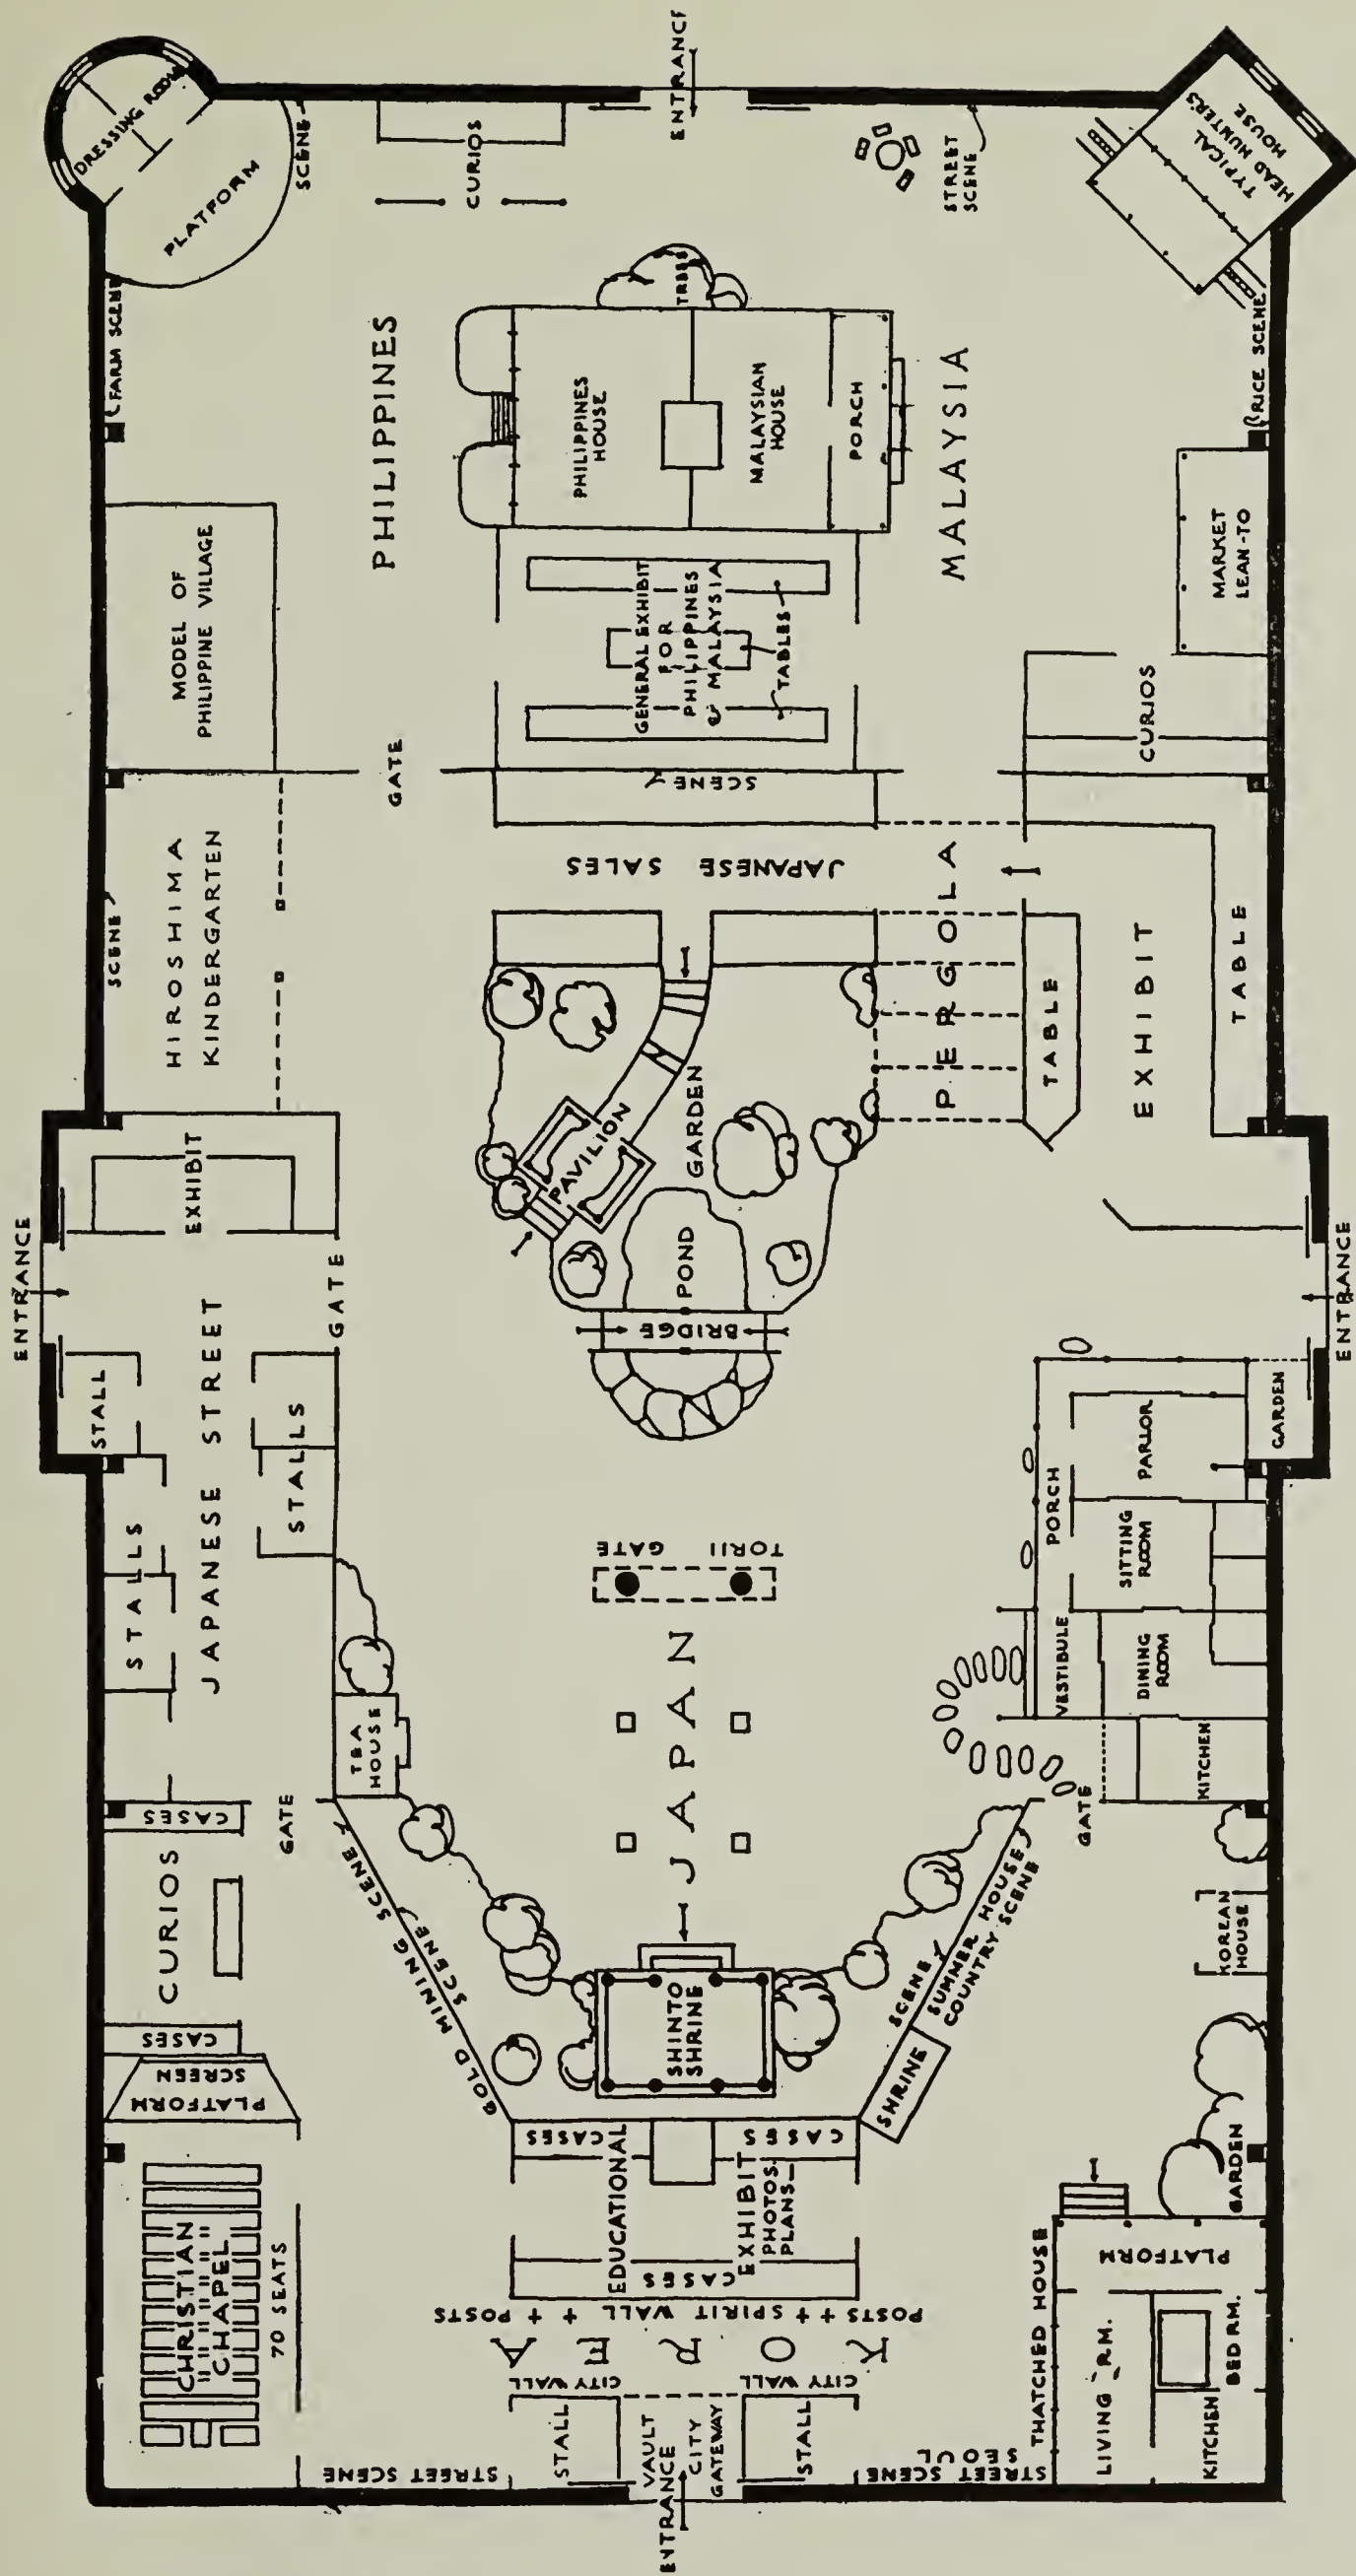 DRESSING ROOMS
PLATFORM
SCENE
FARM SCENE
CURIOS
ENTRANCE
STREET
SCENE
TYPICAL
HEAD HUNTER'S
HOUSE
RICE SCENE
TREES
PHILIPPINES
PHILIPPINES
HOUSE
MALAYSIAN
HOUSE
PORCH
MALAYSIA
MODEL OF
PHILIPPINE VILLAGE
GENERAL EXHIBIT
FOR
PHILIPPINES
& MALAYSIA
TABLES
MARKET
LEAN-TO
CURIOS
GATE
SCENE
SCENE
HIROSHIMA
KINDERGARTEN
JAPANESE SALES
PERGOLA
TABLE
EXHIBIT
TABLE
GARDEN
PAVILION
POND
BRIDGE
EXHIBIT
ENTRANCE
GATE
STALL
STALLS
JAPANESE STREET
STALLS
ENTRANCE
GARDEN
PARLOR
PORCH
SITTING
ROOM
VESTIBULE
DINING
ROOM
KITCHEN
TORII GATE
JAPAN
TEA
HOUSE
GATE
GATE
CASES
CURIOS
CASES
SCREEN
PLATFORM
GOLD MINING SCENE
SCENE
SHINTO
SHRINE
SCENE
SUMMER HOUSE
COUNTRY SCENE
SHRINE
KOREAN
HOUSE
GARDEN
CHRISTIAN
CHAPEL
70 SEATS
CASES
CASES
EDUCATIONAL
EXHIBIT
PHOTOS.
PLANS
CASES
POSTS + + SPIRIT WALL + + POSTS
KOREA
CITY WALL
CITY WALL
STALL
VAULT
CITY
GATEWAY
STALL
ENTRANCE
STREET SCENE
STREET SCENE
SEOUL
THATCHED HOUSE
PLATFORM
LIVING RM.
KITCHEN
BED RM.